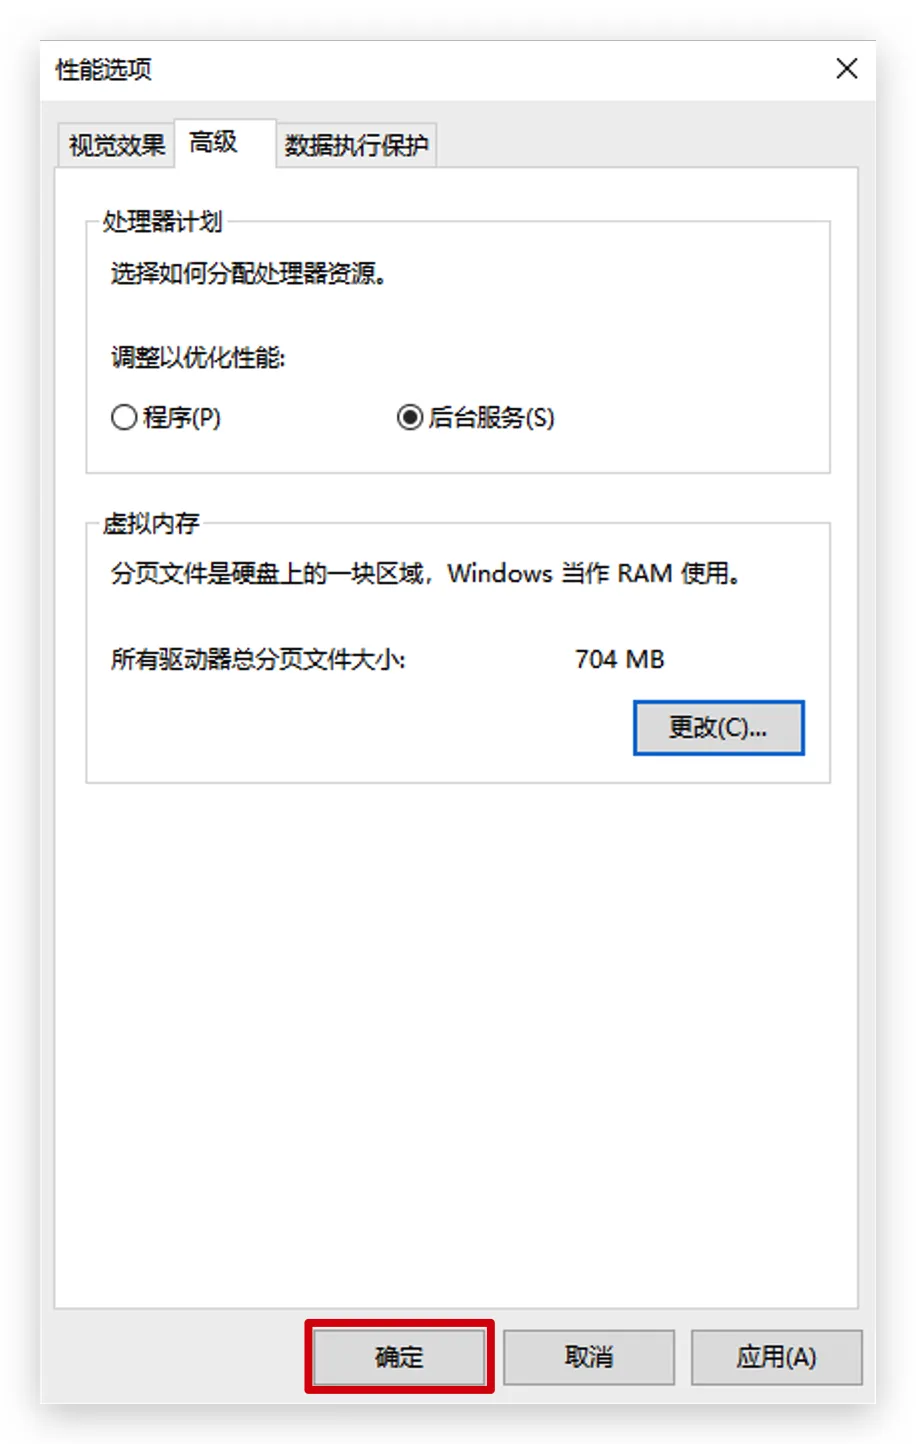 性能选项
视觉效果 高级 数据执行保护
处理器计划
选择如何分配处理器资源。
调整以优化性能:
程序(P) 后台服务(S)
虚拟内存
分页文件是硬盘上的一块区域，Windows 当作 RAM 使用。
所有驱动器总分页文件大小: 704 MB
更改(C)...
确定 取消 应用(A)